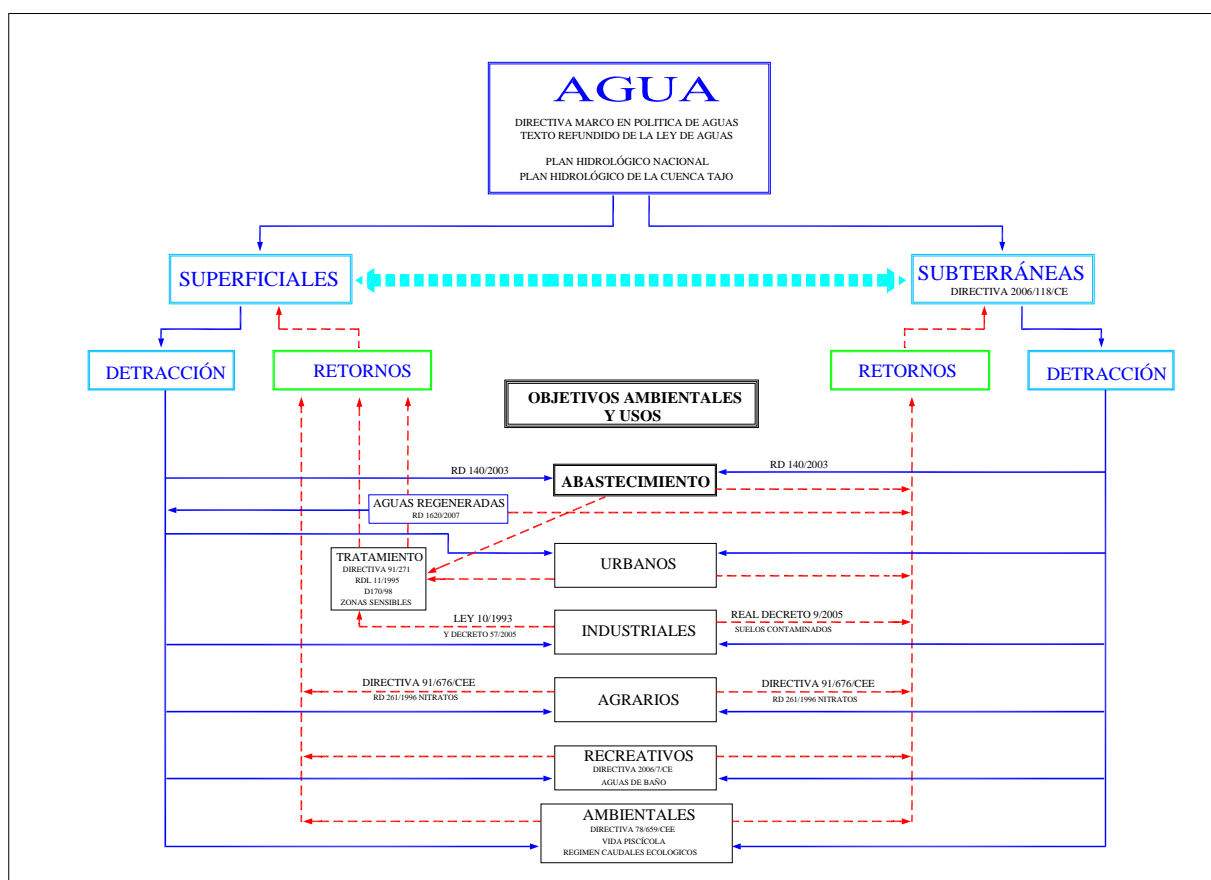 AGUA
DIRECTIVA MARCO EN POLITICA DE AGUAS
TEXTO REFUNDIDO DE LA LEY DE AGUAS
PLAN HIDROLÓGICO NACIONAL
PLAN HIDROLÓGICO DE LA CUENCA TAJO
SUPERFICIALES
SUBTERRÁNEAS
DIRECTIVA 2006/118/CE
DETRACCIÓN
RETORNOS
RETORNOS
DETRACCIÓN
OBJETIVOS AMBIENTALES
Y USOS
RD 140/2003
RD 140/2003
ABASTECIMIENTO
AGUAS REGENERADAS
RD 1620/2007
TRATAMIENTO
DIRECTIVA 91/271
RDL 11/1995
D170/98
ZONAS SENSIBLES
URBANOS
LEY 10/1993
Y DECRETO 57/2005
INDUSTRIALES
REAL DECRETO 9/2005
SUELOS CONTAMINADOS
DIRECTIVA 91/676/CEE
RD 261/1996 NITRATOS
AGRARIOS
DIRECTIVA 91/676/CEE
RD 261/1996 NITRATOS
RECREATIVOS
DIRECTIVA 2006/7/CE
AGUAS DE BAÑO
AMBIENTALES
DIRECTIVA 78/659/CEE
VIDA PISCÍCOLA
REGIMEN CAUDALES ECOLOGICOS